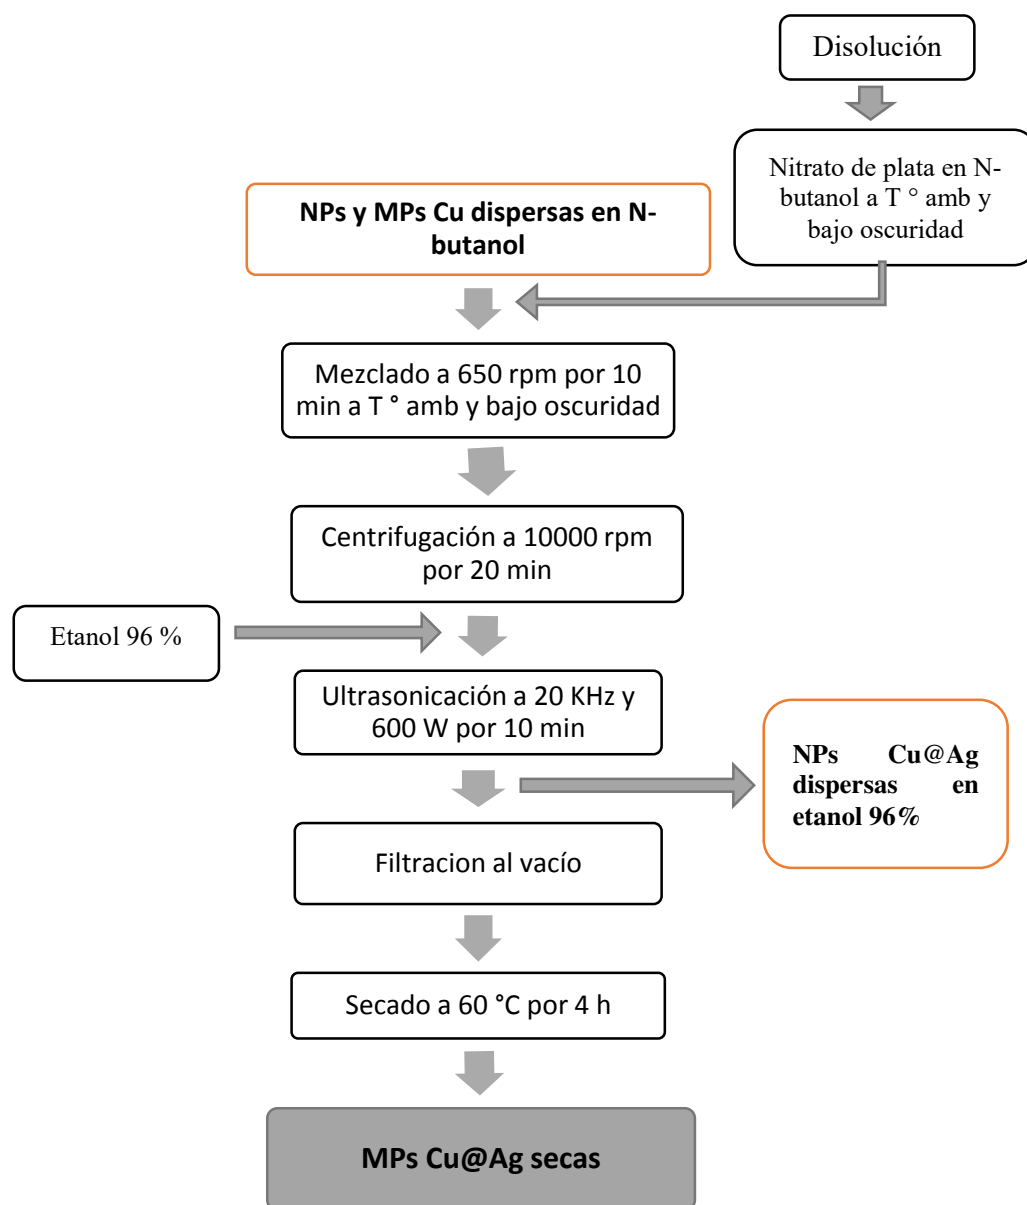 Disolución
Nitrato de plata en N-
butanol a T ° amb y
bajo oscuridad
NPs y MPs Cu dispersas en N-
butanol
Mezclado a 650 rpm por 10
min a T ° amb y bajo oscuridad
Centrifugación a 10000 rpm
por 20 min
Etanol 96 %
Ultrasonicación a 20 KHz y
600 W por 10 min
NPs Cu@Ag
dispersas en
etanol 96%
Filtracion al vacío
Secado a 60 °C por 4 h
MPs Cu@Ag secas